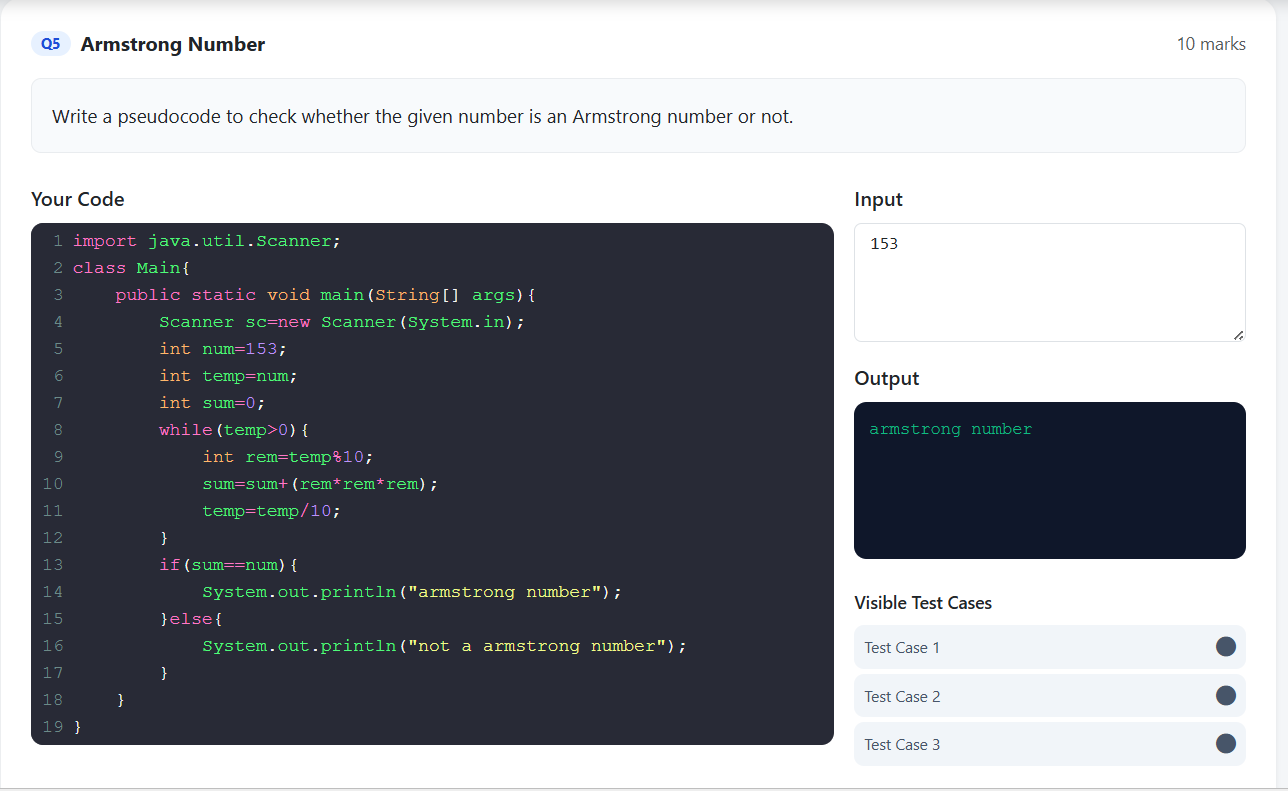 Q5 Armstrong Number 10 marks
Write a pseudocode to check whether the given number is an Armstrong number or not.
Your Code
1 import java.util.Scanner;
2 class Main{
3     public static void main(String[] args){
4         Scanner sc=new Scanner(System.in);
5         int num=153;
6         int temp=num;
7         int sum=0;
8         while(temp>0){
9             int rem=temp%10;
10             sum=sum+(rem*rem*rem);
11             temp=temp/10;
12         }
13         if(sum==num){
14             System.out.println("armstrong number");
15         }else{
16             System.out.println("not a armstrong number");
17         }
18     }
19 }
Input
153
Output
armstrong number
Visible Test Cases
Test Case 1
Test Case 2
Test Case 3